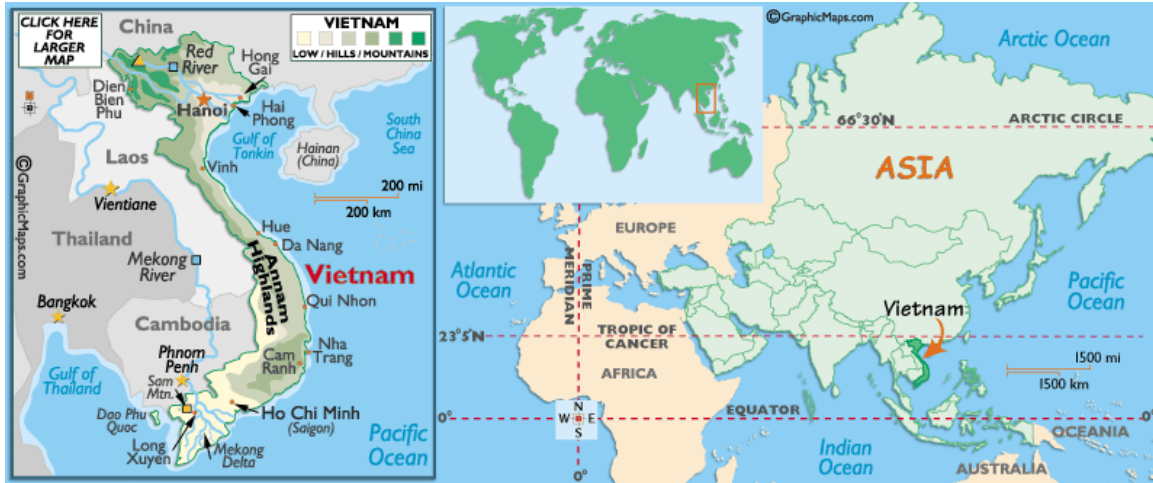 CLICK HERE
FOR
LARGER
MAP
China
VIETNAM
LOW / HILLS / MOUNTAINS
Red
River
Hong
Gai
Dien
Bien
Phu
Hanoi
Hai
Phong
Gulf of
Tonkin
South
China
Sea
Hainan
(China)
©GraphicMaps.com
Laos
Vinh
Vientiane
200 mi
200 km
Thailand
Hue
Da Nang
Mekong
River
Annam
Highlands
Vietnam
Bangkok
Qui Nhon
Cambodia
Phnom
Penh
Nha
Trang
Cam
Ranh
Gulf of
Thailand
Sam
Mtn.
Dao Phu
Quoc
Ho Chi Minh
(Saigon)
Long
Xuyen
Mekong
Delta
Pacific
Ocean
©GraphicMaps.com
Arctic Ocean
66°30'N
ARCTIC CIRCLE
ASIA
EUROPE
Atlantic
Ocean
PRIME
MERIDIAN
Pacific
Ocean
Vietnam
23°5'N
TROPIC OF
CANCER
AFRICA
1500 mi
1500 km
N
W E
S
0°
EQUATOR
0°
0°
Indian
Ocean
OCEANIA
AUSTRALIA